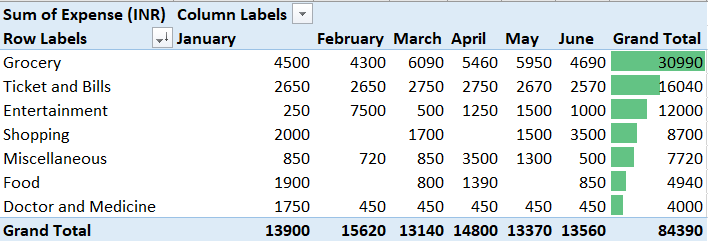 Sum of Expense (INR) Column Labels
Row Labels January February March April May June Grand Total
Grocery 4500 4300 6090 5460 5950 4690 30990
Ticket and Bills 2650 2650 2750 2750 2670 2570 16040
Entertainment 250 7500 500 1250 1500 1000 12000
Shopping 2000 1700 1500 3500 8700
Miscellaneous 850 720 850 3500 1300 500 7720
Food 1900 800 1390 850 4940
Doctor and Medicine 1750 450 450 450 450 450 4000
Grand Total 13900 15620 13140 14800 13370 13560 84390